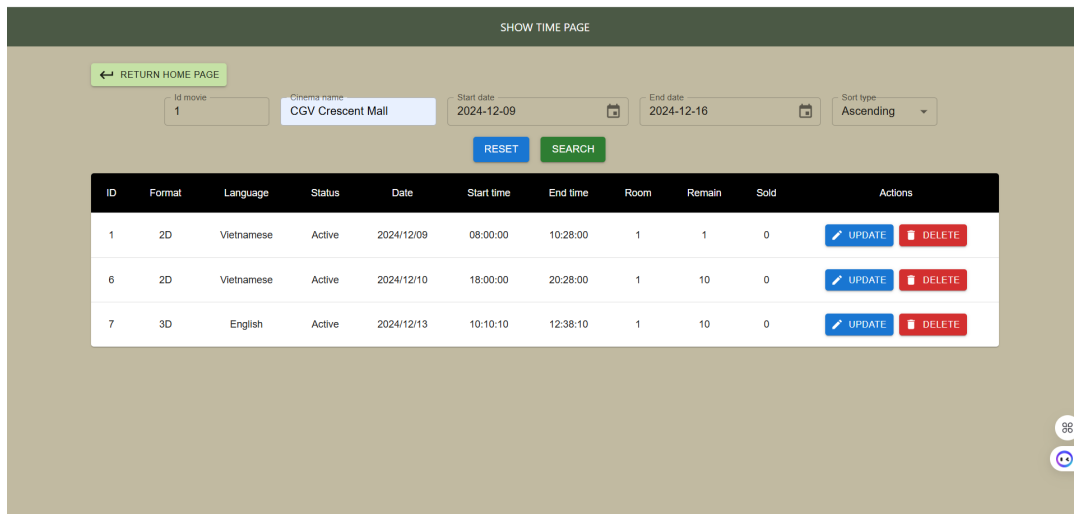 SHOW TIME PAGE
RETURN HOME PAGE
Id movie Cinema name Start date End date Sort type
1 CGV Crescent Mall 2024-12-09 2024-12-16 Ascending
RESET SEARCH
ID Format Language Status Date Start time End time Room Remain Sold Actions
1 2D Vietnamese Active 2024/12/09 08:00:00 10:28:00 1 1 0 UPDATE DELETE
6 2D Vietnamese Active 2024/12/10 18:00:00 20:28:00 1 10 0 UPDATE DELETE
7 3D English Active 2024/12/13 10:10:10 12:38:10 1 10 0 UPDATE DELETE